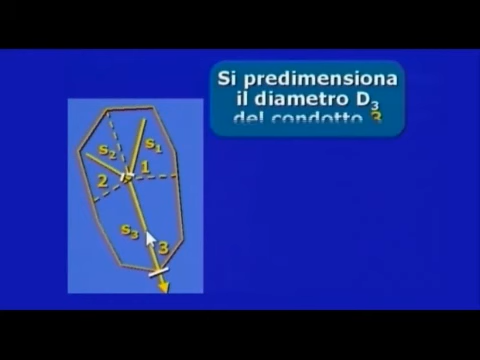 Si predimensiona
il diametro D₃
del condotto 3
s₂
s₁
1
2
s₃
3